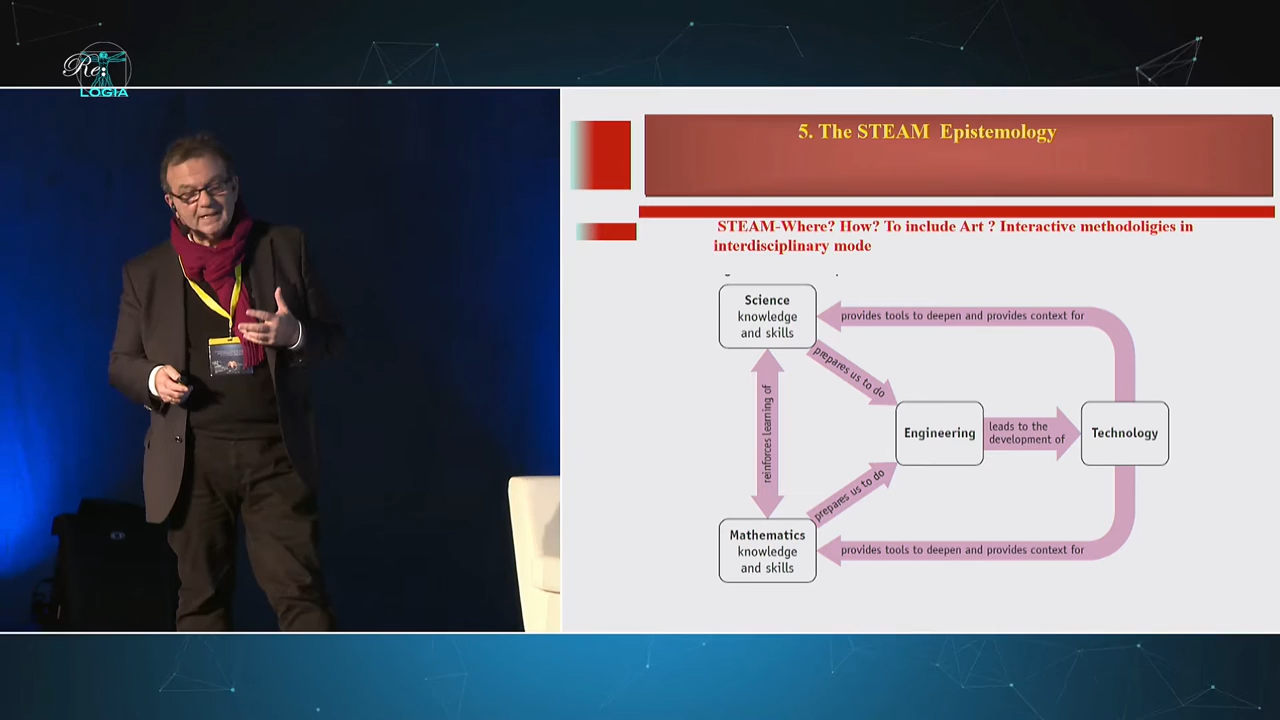 Re:
LOGIA
5. The STEAM Epistemology
STEAM-Where? How? To include Art ? Interactive methodoligies in
interdisciplinary mode
Science
knowledge
and skills
provides tools to deepen and provides context for
prepares us to do
reinforces learning of
Engineering
leads to the
development of
Technology
prepares us to do
Mathematics
knowledge
and skills
provides tools to deepen and provides context for